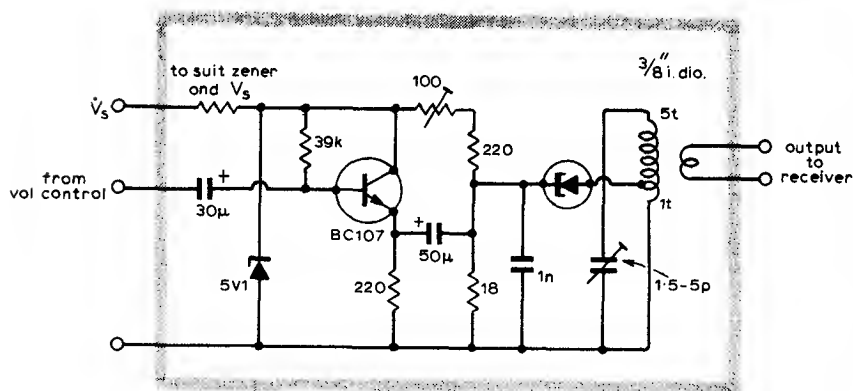 to suit zener
and Vs
V̇s
from
vol control
30μ
+
39k
5V1
BC107
220
+
50μ
100
220
18
1n
3/8" i. dia.
5t
1t
1·5-5p
output
to
receiver